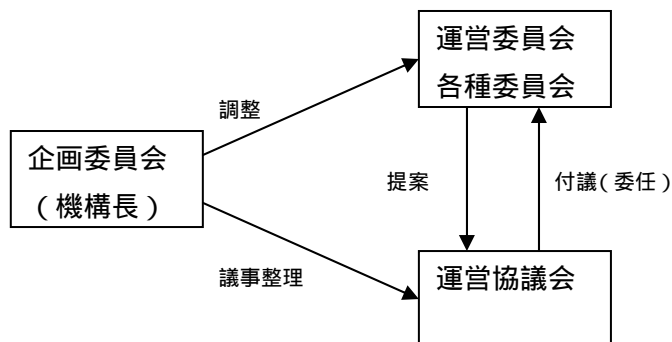 運営委員会
各種委員会
調整
企画委員会
（機構長）
提案
付議(委任)
議事整理
運営協議会